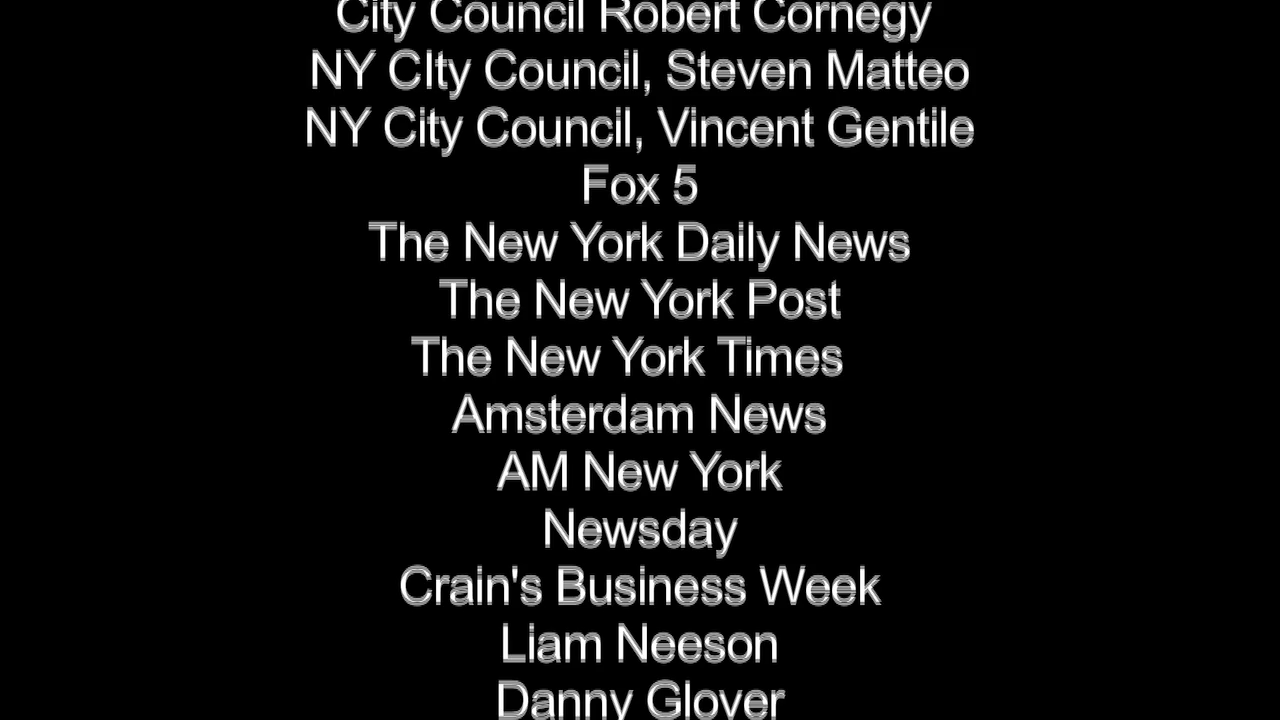 City Council Robert Cornegy
NY CIty Council, Steven Matteo
NY City Council, Vincent Gentile
Fox 5
The New York Daily News
The New York Post
The New York Times
Amsterdam News
AM New York
Newsday
Crain's Business Week
Liam Neeson
Danny Glover